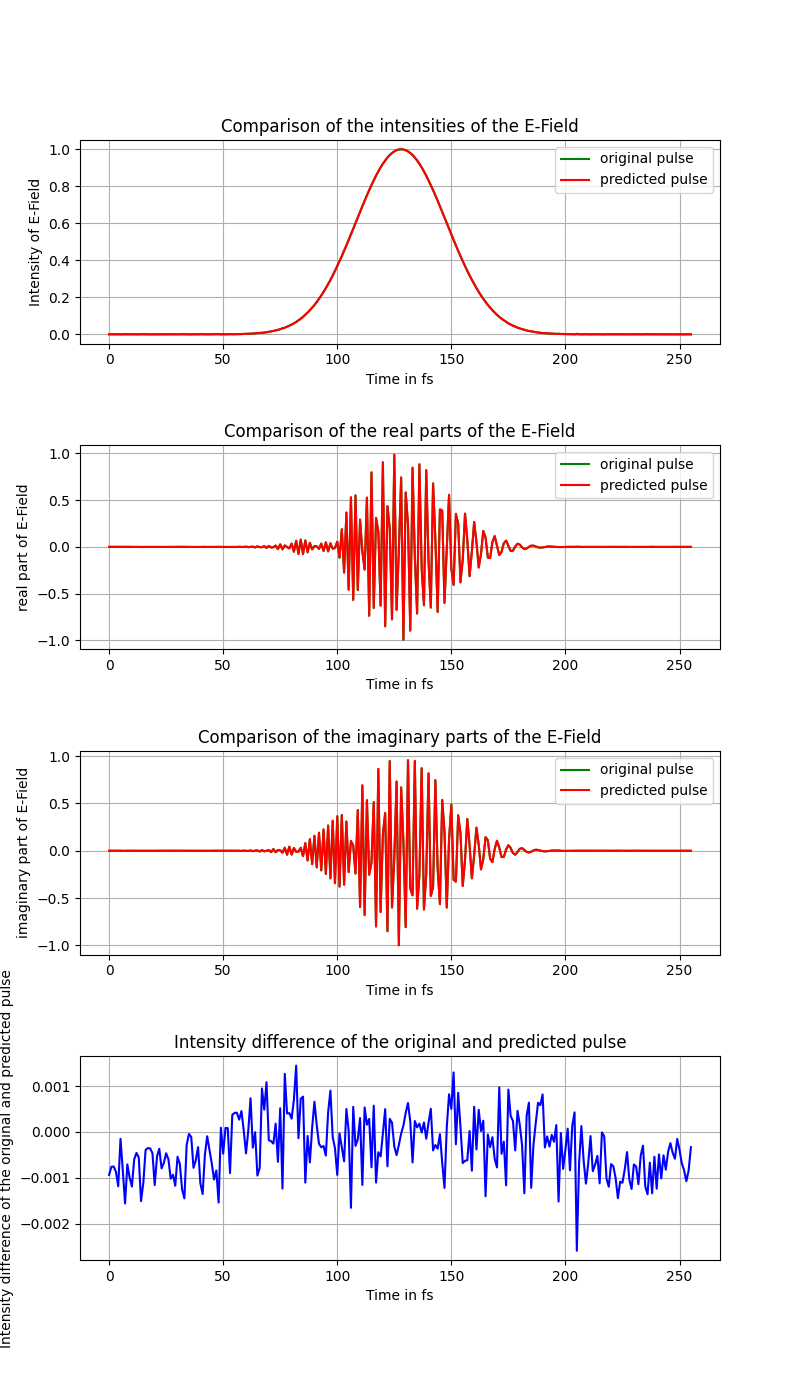 Comparison of the intensities of the E-Field
Intensity of E-Field
1.0
0.8
0.6
0.4
0.2
0.0
original pulse
predicted pulse
0 50 100 150 200 250
Time in fs
Comparison of the real parts of the E-Field
real part of E-Field
1.0
0.5
0.0
−0.5
−1.0
original pulse
predicted pulse
0 50 100 150 200 250
Time in fs
Comparison of the imaginary parts of the E-Field
imaginary part of E-Field
1.0
0.5
0.0
−0.5
−1.0
original pulse
predicted pulse
0 50 100 150 200 250
Time in fs
Intensity difference of the original and predicted pulse
Intensity difference of the original and predicted pulse
0.001
0.000
−0.001
−0.002
0 50 100 150 200 250
Time in fs